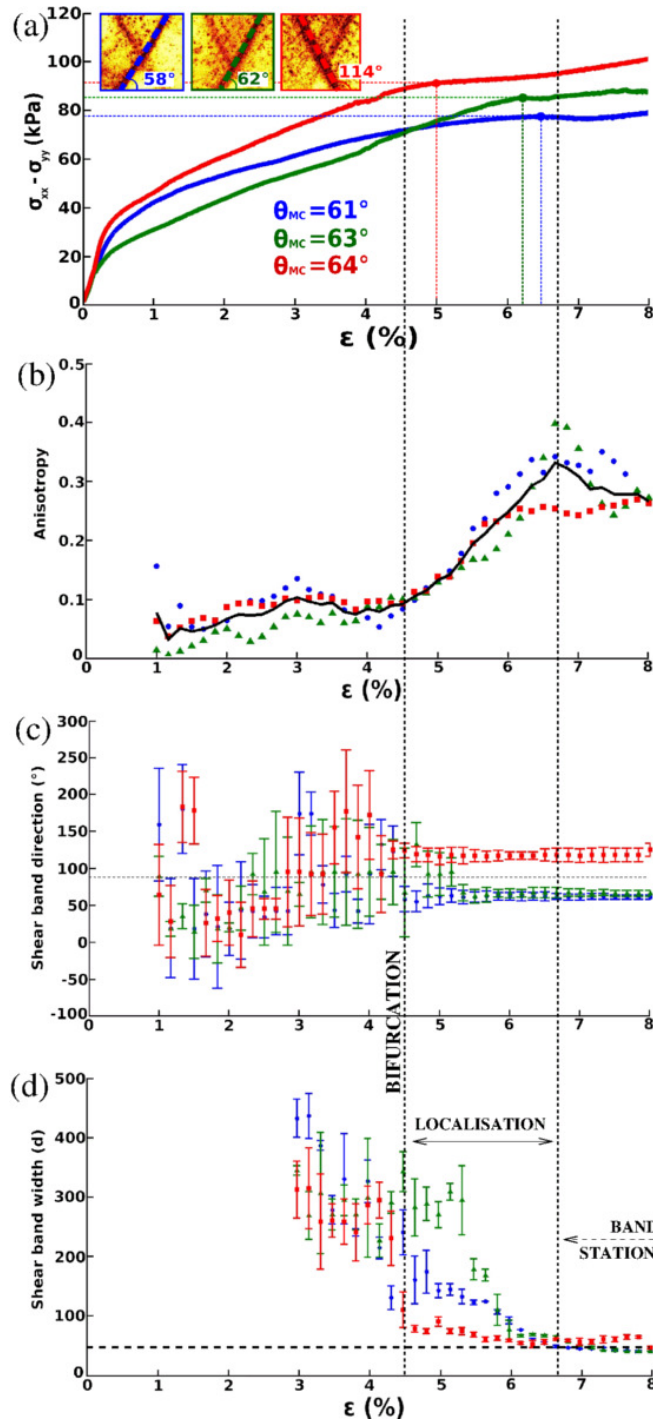 (a)
120
100
80
60
40
20
0
σxx - σyy (kPa)
58°
62°
114°
θMC=61°
θMC=63°
θMC=64°
0 1 2 3 4 5 6 7 8
ε (%)
(b)
0.5
0.4
0.3
0.2
0.1
0
Anisotropy
0 1 2 3 4 5 6 7 8
ε (%)
(c)
300
250
200
150
100
50
0
-50
-100
Shear band direction (°)
0 1 2 3 4 5 6 7 8
BIFURCATION
(d)
500
400
300
200
100
0
Shear band width (d)
LOCALISATION
BAND
STATION
0 1 2 3 4 5 6 7 8
ε (%)